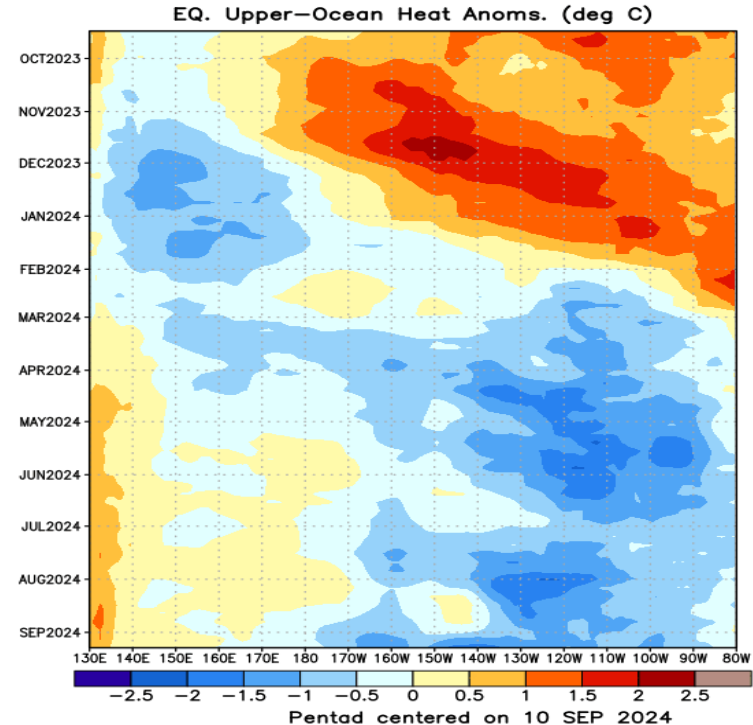 EQ. Upper-Ocean Heat Anoms. (deg C)
OCT2023
NOV2023
DEC2023
JAN2024
FEB2024
MAR2024
APR2024
MAY2024
JUN2024
JUL2024
AUG2024
SEP2024
130E 140E 150E 160E 170E 180 170W 160W 150W 140W 130W 120W 110W 100W 90W 80W
-2.5 -2 -1.5 -1 -0.5 0 0.5 1 1.5 2 2.5
Pentad centered on 10 SEP 2024